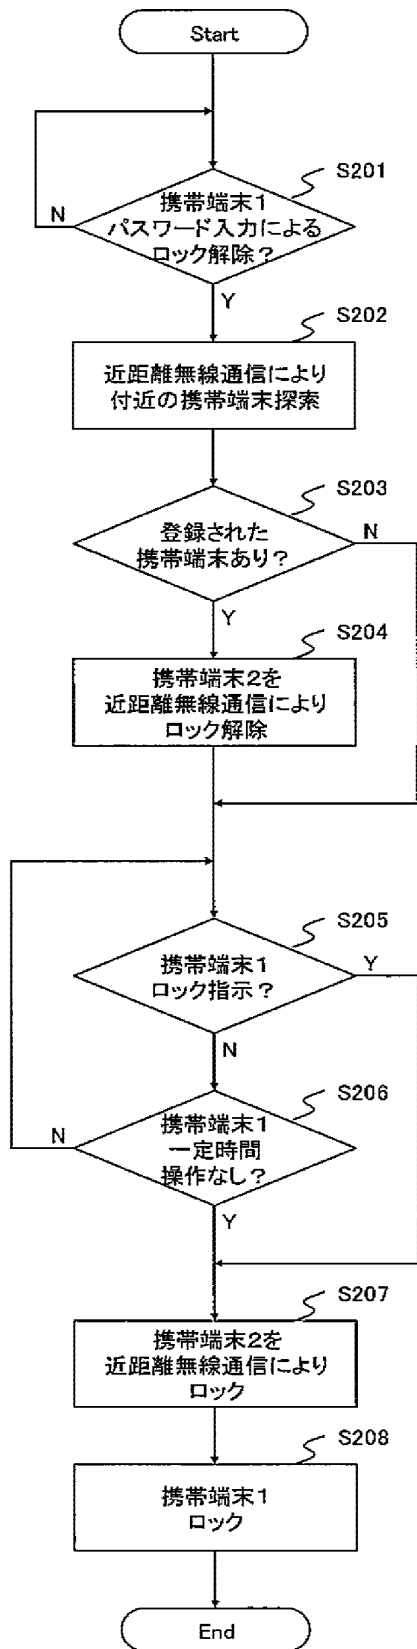 Start
S201
携帯端末1
パスワード入力による
ロック解除？
N
Y
S202
近距離無線通信により
付近の携帯端末探索
S203
登録された
携帯端末あり？
N
Y
S204
携帯端末2を
近距離無線通信により
ロック解除
S205
携帯端末1
ロック指示？
Y
N
S206
携帯端末1
一定時間
操作なし？
N
Y
S207
携帯端末2を
近距離無線通信により
ロック
S208
携帯端末1
ロック
End